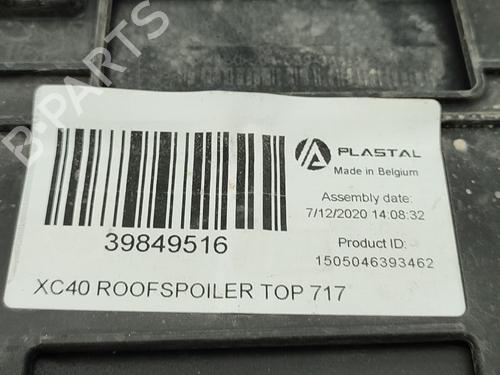 PLASTAL
Made in Belgium
Assembly date:
7/12/2020 14:08:32
39849516
Product ID:
1505046393462
XC40 ROOFSPOILER TOP 717